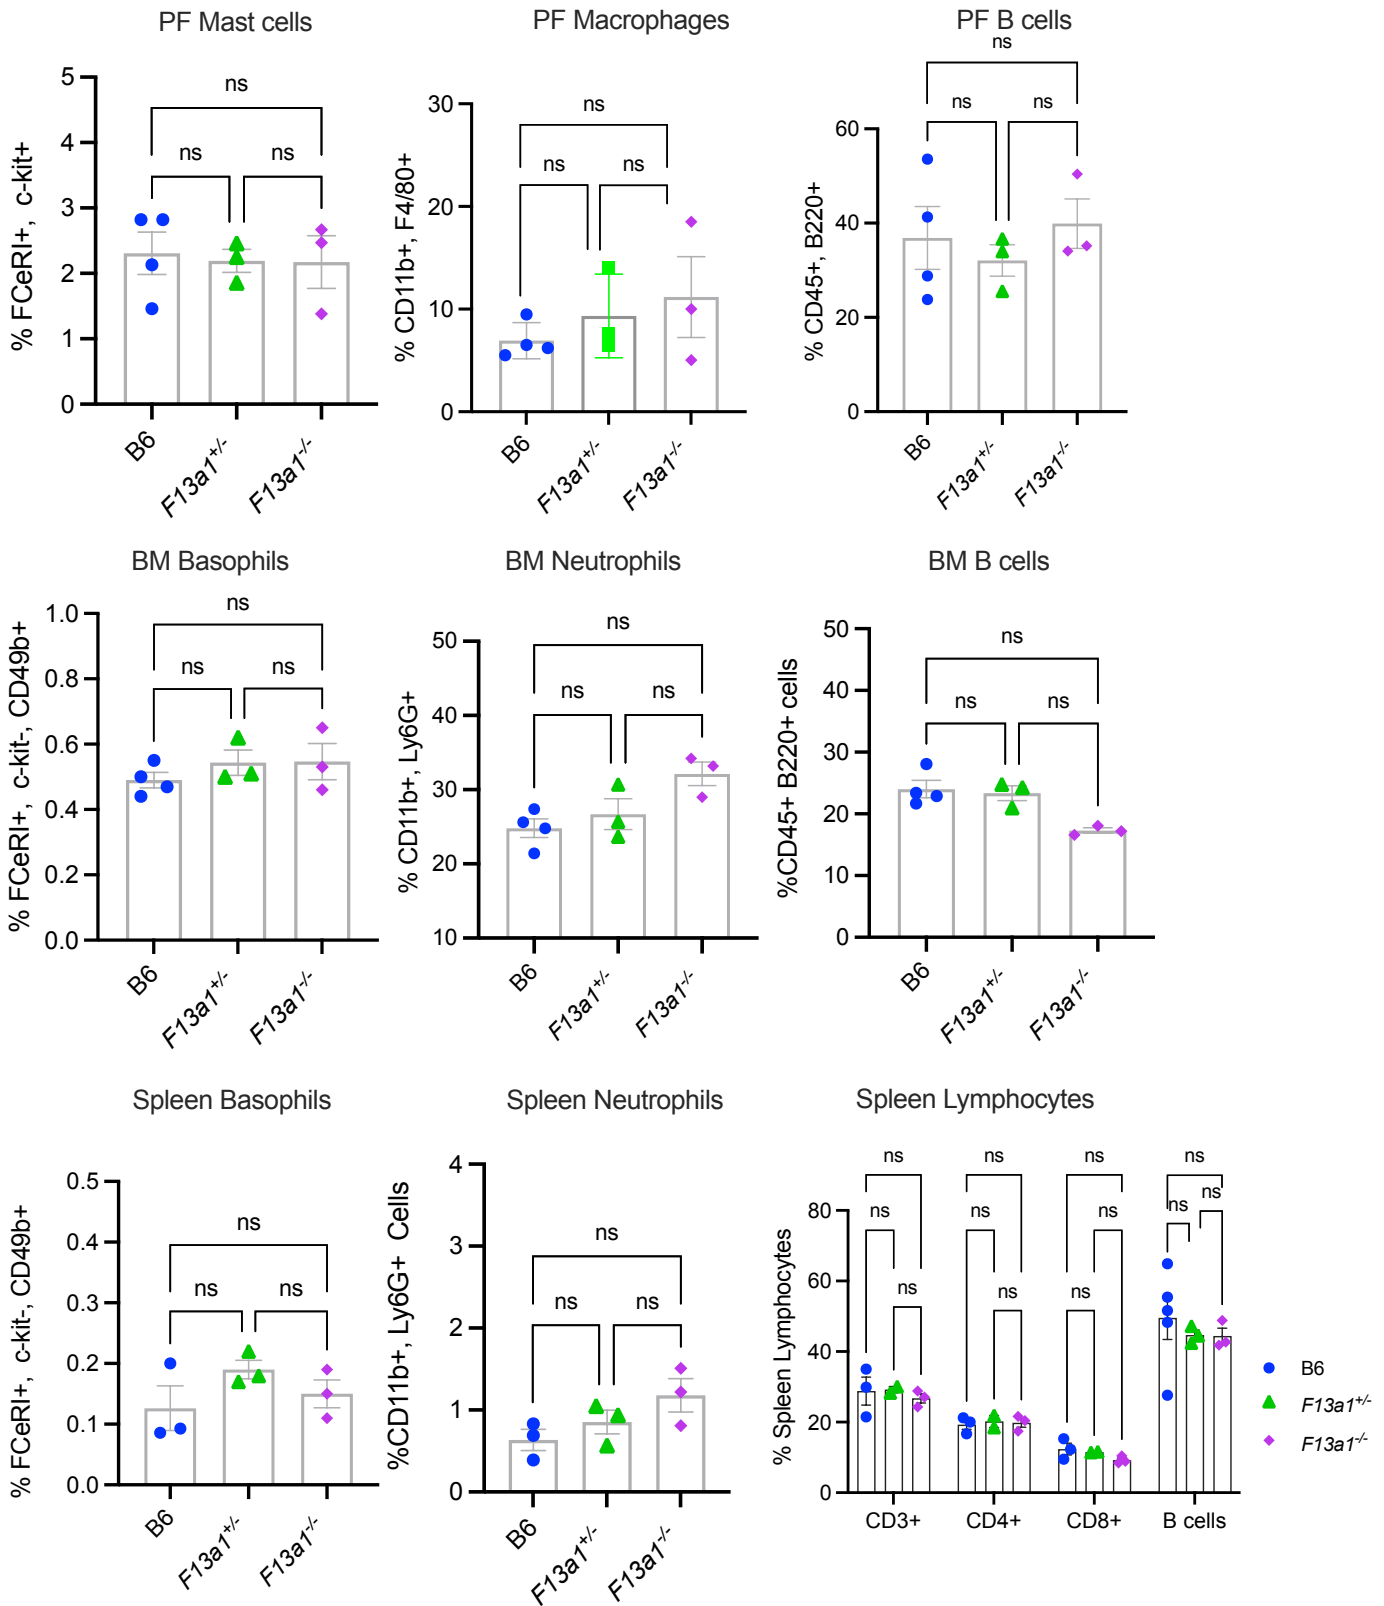 PF Mast cells
% FCeRI+, c-kit+
5
4
3
2
1
0
ns
ns
ns
B6
F13a1+/-
F13a1-/-
PF Macrophages
% CD11b+, F4/80+
30
20
10
0
ns
ns
ns
B6
F13a1+/-
F13a1-/-
PF B cells
% CD45+, B220+
60
40
20
0
ns
ns
ns
B6
F13a1+/-
F13a1-/-
BM Basophils
% FCeRI+, c-kit-, CD49b+
1.0
0.8
0.6
0.4
0.2
0.0
ns
ns
ns
B6
F13a1+/-
F13a1-/-
BM Neutrophils
% CD11b+, Ly6G+
50
40
30
20
10
ns
ns
ns
B6
F13a1+/-
F13a1-/-
BM B cells
%CD45+ B220+ cells
50
40
30
20
10
0
ns
ns
ns
B6
F13a1+/-
F13a1-/-
Spleen Basophils
% FCeRI+, c-kit-, CD49b+
0.5
0.4
0.3
0.2
0.1
0.0
ns
ns
ns
B6
F13a1+/-
F13a1-/-
Spleen Neutrophils
%CD11b+, Ly6G+ Cells
4
3
2
1
0
ns
ns
ns
B6
F13a1+/-
F13a1-/-
Spleen Lymphocytes
% Spleen Lymphocytes
80
60
40
20
0
ns
ns
ns
ns
ns
ns
ns
ns
ns
ns
ns
ns
CD3+
CD4+
CD8+
B cells
B6
F13a1+/-
F13a1-/-